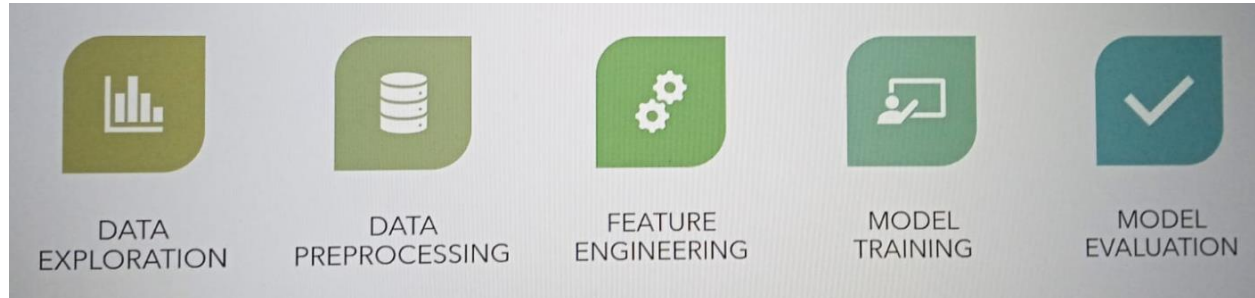 DATA
EXPLORATION
DATA
PREPROCESSING
FEATURE
ENGINEERING
MODEL
TRAINING
MODEL
EVALUATION